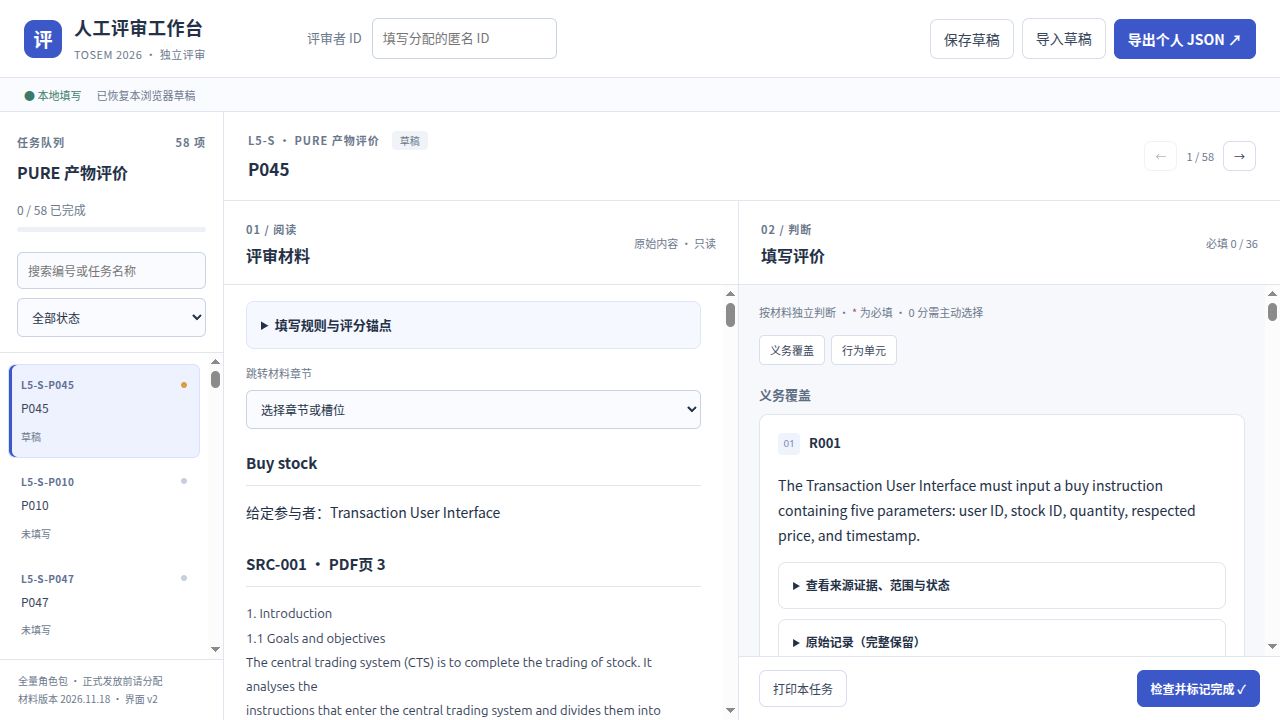 评
人工评审工作台
TOSEM 2026 · 独立评审
评审者 ID
填写分配的匿名 ID
保存草稿
导入草稿
导出个人 JSON ↗
本地填写
已恢复本浏览器草稿
任务队列
58 项
PURE 产物评价
0 / 58 已完成
搜索编号或任务名称
全部状态
L5-S-P045
P045
草稿
L5-S-P010
P010
未填写
L5-S-P047
P047
未填写
全量角色包 · 正式发放前请分配
材料版本 2026.11.18 · 界面 v2
L5-S · PURE 产物评价
草稿
P045
←
1 / 58
→
01 / 阅读
评审材料
原始内容 · 只读
填写规则与评分锚点
跳转材料章节
选择章节或槽位
Buy stock
给定参与者：Transaction User Interface
SRC-001 · PDF页 3
1. Introduction
1.1 Goals and objectives
The central trading system (CTS) is to complete the trading of stock. It
analyses the
instructions that enter the central trading system and divides them into
02 / 判断
填写评价
必填 0 / 36
按材料独立判断 · * 为必填 · 0 分需主动选择
义务覆盖
行为单元
义务覆盖
01
R001
The Transaction User Interface must input a buy instruction
containing five parameters: user ID, stock ID, quantity, respected
price, and timestamp.
查看来源证据、范围与状态
原始记录（完整保留）
打印本任务
检查并标记完成 ✓